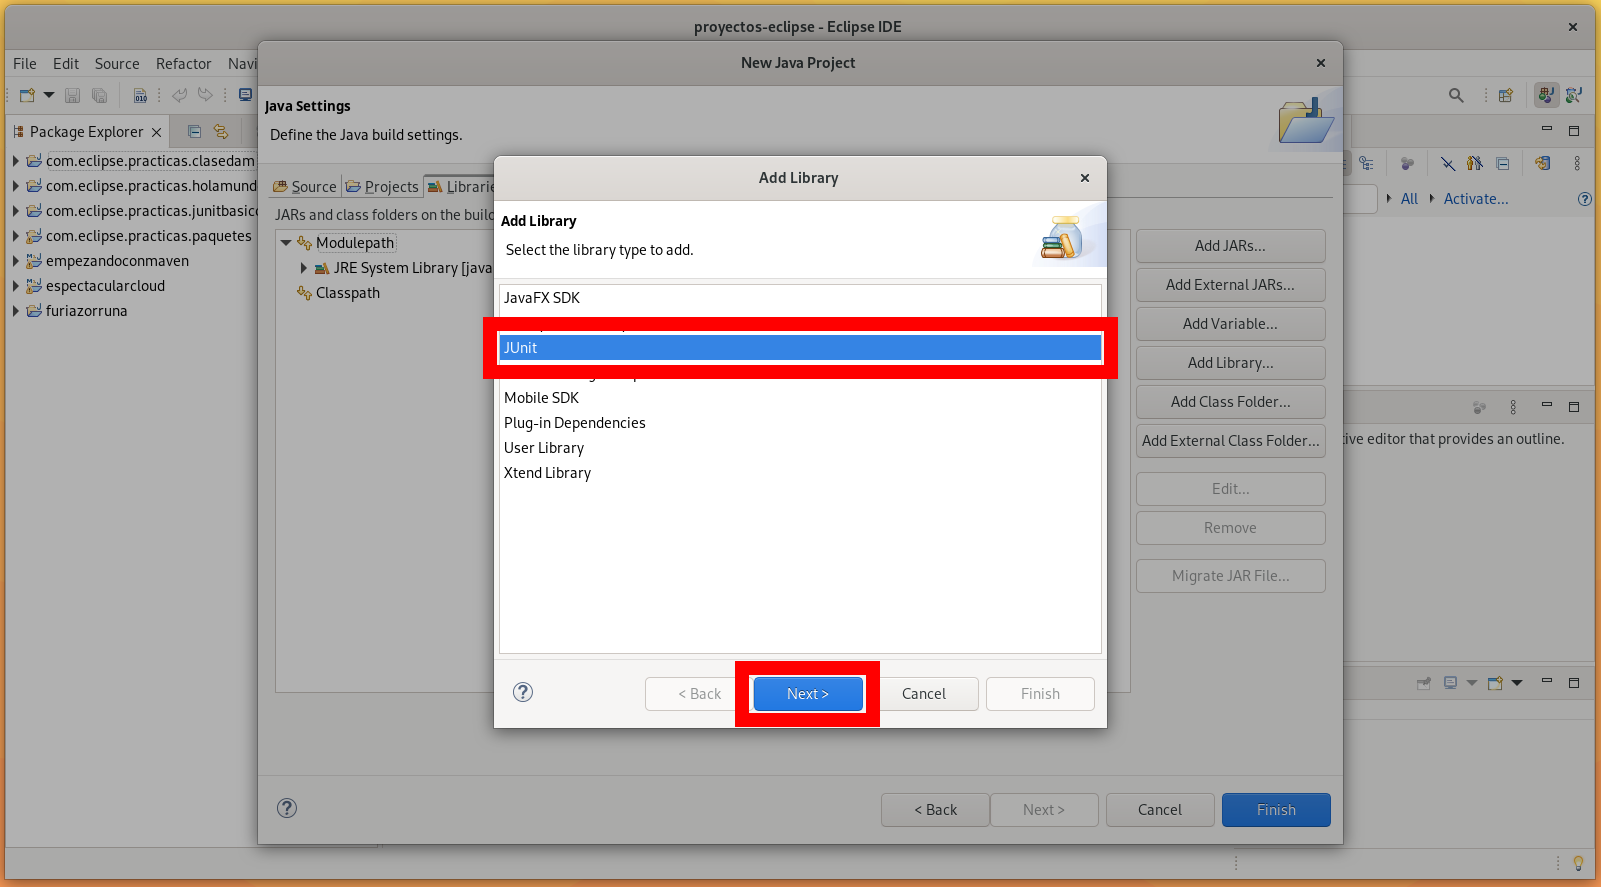 proyectos-eclipse - Eclipse IDE
File Edit Source Refactor Navi
New Java Project
Java Settings
Define the Java build settings.
Package Explorer
com.eclipse.practicas.clasedam
com.eclipse.practicas.holamund
com.eclipse.practicas.junitbasic
com.eclipse.practicas.paquetes
empezandoconmaven
espectacularcloud
furiazorruna
Source Projects Librarie
JARs and class folders on the build
Modulepath
JRE System Library [java
Classpath
Add Library
Add Library
Select the library type to add.
JavaFX SDK
JUnit
Mobile SDK
Plug-in Dependencies
User Library
Xtend Library
< Back Next > Cancel Finish
Add JARs...
Add External JARs...
Add Variable...
Add Library...
Add Class Folder...
Add External Class Folder...
Edit...
Remove
Migrate JAR File...
All Activate...
tive editor that provides an outline.
< Back Next > Cancel Finish